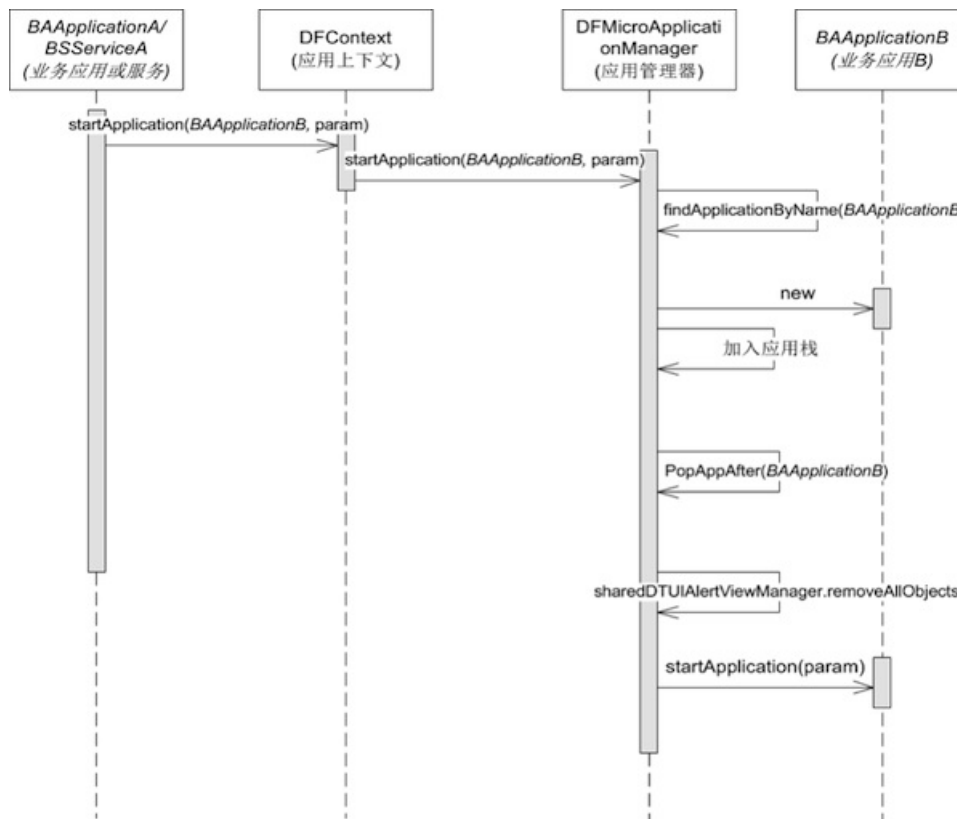 BAApplicationA/
BSServiceA
(业务应用或服务)
DFContext
(应用上下文)
DFMicroApplicati
onManager
(应用管理器)
BAApplicationB
(业务应用B)
startApplication(BAApplicationB, param)
startApplication(BAApplicationB, param)
findApplicationByName(BAApplicationB
new
加入应用栈
PopAppAfter(BAApplicationB)
sharedDTUIAlertViewManager.removeAllObjects
startApplication(param)